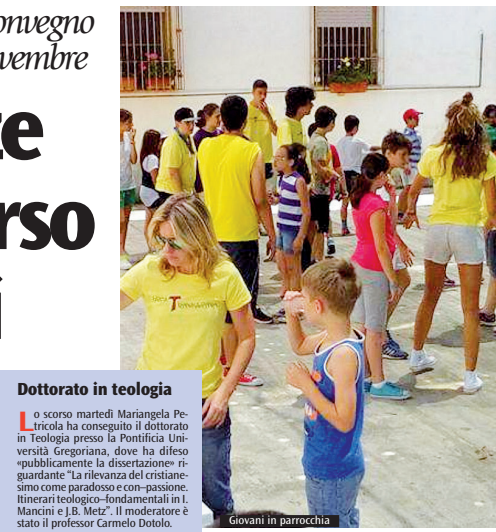 onvegno
vembre
te
rso
i
Dottorato in teologia
Lo scorso martedì Mariangela Pe-
tricola ha conseguito il dottorato
in Teologia presso la Pontificia Uni-
versità Gregoriana, dove ha difeso
«pubblicamente la dissertazione» ri-
guardante “La rilevanza del cristiane-
simo come paradosso e con–passione.
Itinerari teologico–fondamentali in I.
Mancini e J.B. Metz”. Il moderatore è
stato il professor Carmelo Dotolo.
Giovani in parrocchia